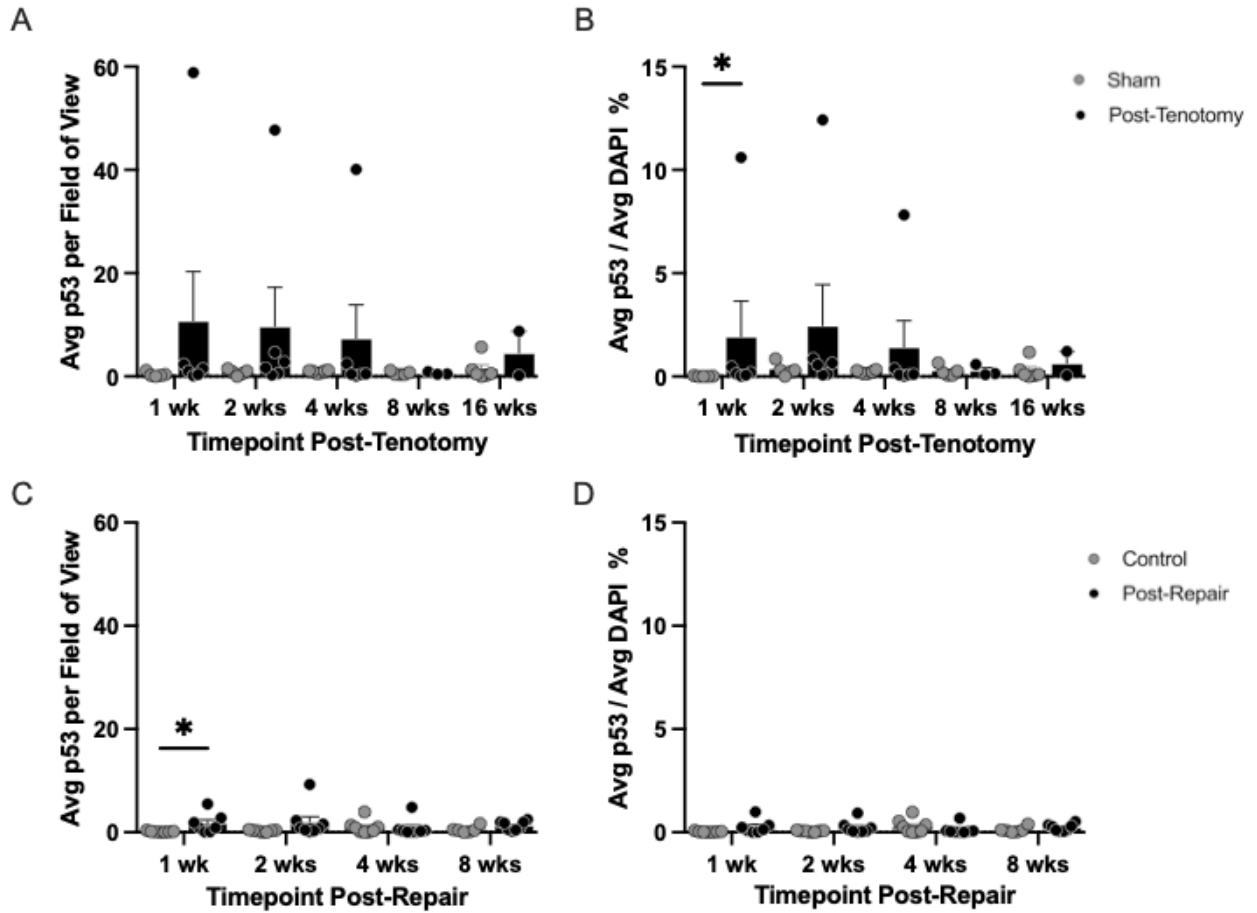 A
Avg p53 per Field of View
60
40
20
0
1 wk 2 wks 4 wks 8 wks 16 wks
Timepoint Post-Tenotomy
B
Avg p53 / Avg DAPI %
15
10
5
0
*
1 wk 2 wks 4 wks 8 wks 16 wks
Timepoint Post-Tenotomy
Sham
Post-Tenotomy
C
Avg p53 per Field of View
60
40
20
0
*
1 wk 2 wks 4 wks 8 wks
Timepoint Post-Repair
D
Avg p53 / Avg DAPI %
15
10
5
0
1 wk 2 wks 4 wks 8 wks
Timepoint Post-Repair
Control
Post-Repair